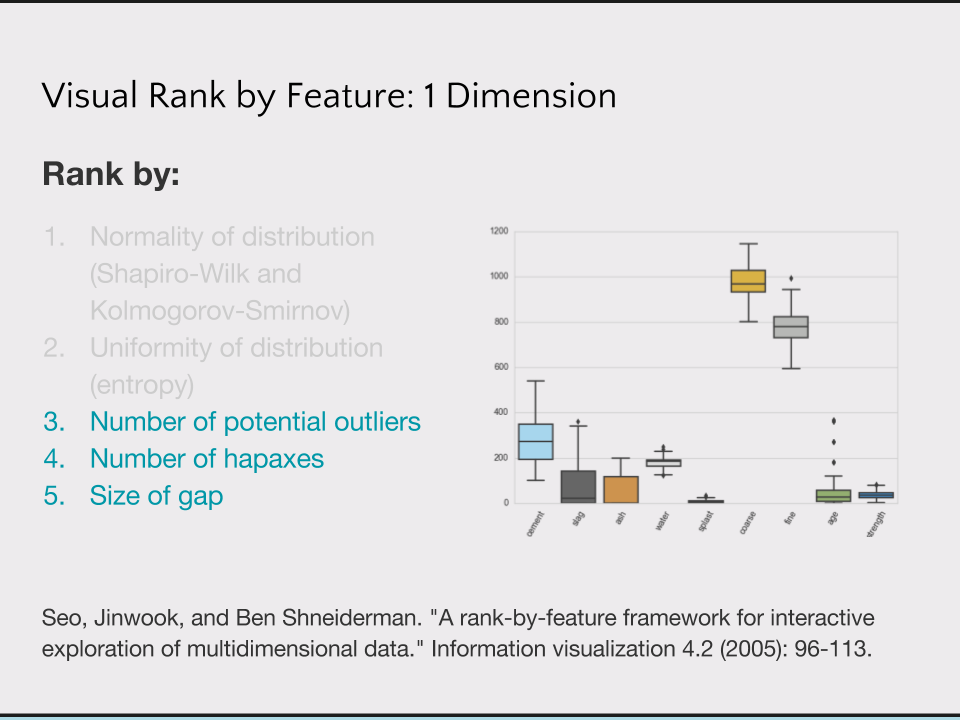 Visual Rank by Feature: 1 Dimension
Rank by:
1. Normality of distribution
(Shapiro-Wilk and
Kolmogorov-Smirnov)
2. Uniformity of distribution
(entropy)
3. Number of potential outliers
4. Number of hapaxes
5. Size of gap
1200
1000
800
600
400
200
0
cement
slag
ash
water
splast
coarse
fine
age
strength
Seo, Jinwook, and Ben Shneiderman. "A rank-by-feature framework for interactive
exploration of multidimensional data." Information visualization 4.2 (2005): 96-113.